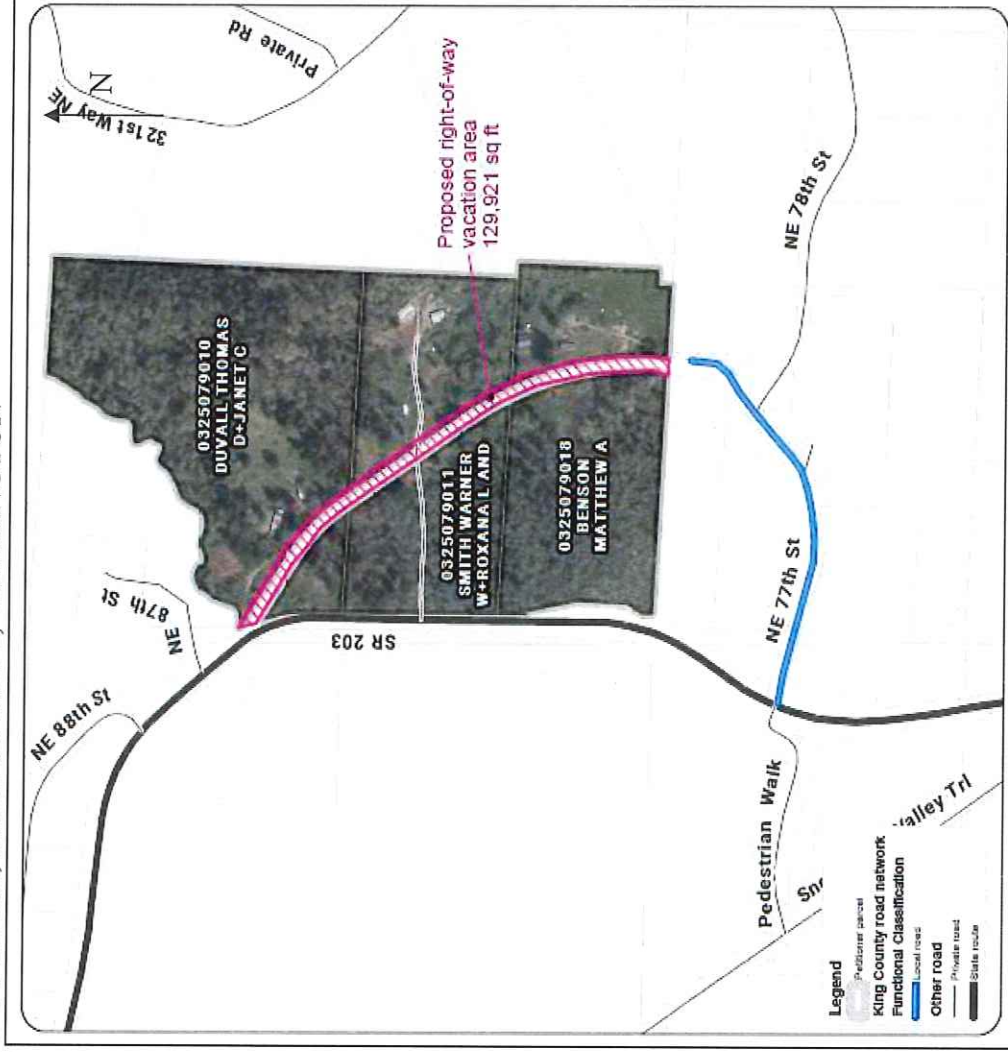 321st Way NE
N
Private Rd
NE 88th St
NE
87th St
0325079010
DUVALL THOMAS
D+JANET C
Proposed right-of-way
vacation area
129,921 sq ft
SR 203
0325079011
SMITH WARNER
W+ROXANA L AND
0325079018
BENSON
MATTHEW A
NE 78th St
NE 77th St
Pedestrian Walk
Valley Trl
Legend
Petitioner parcel
King County road network
Functional Classification
Local road
Other road
Private road
State route